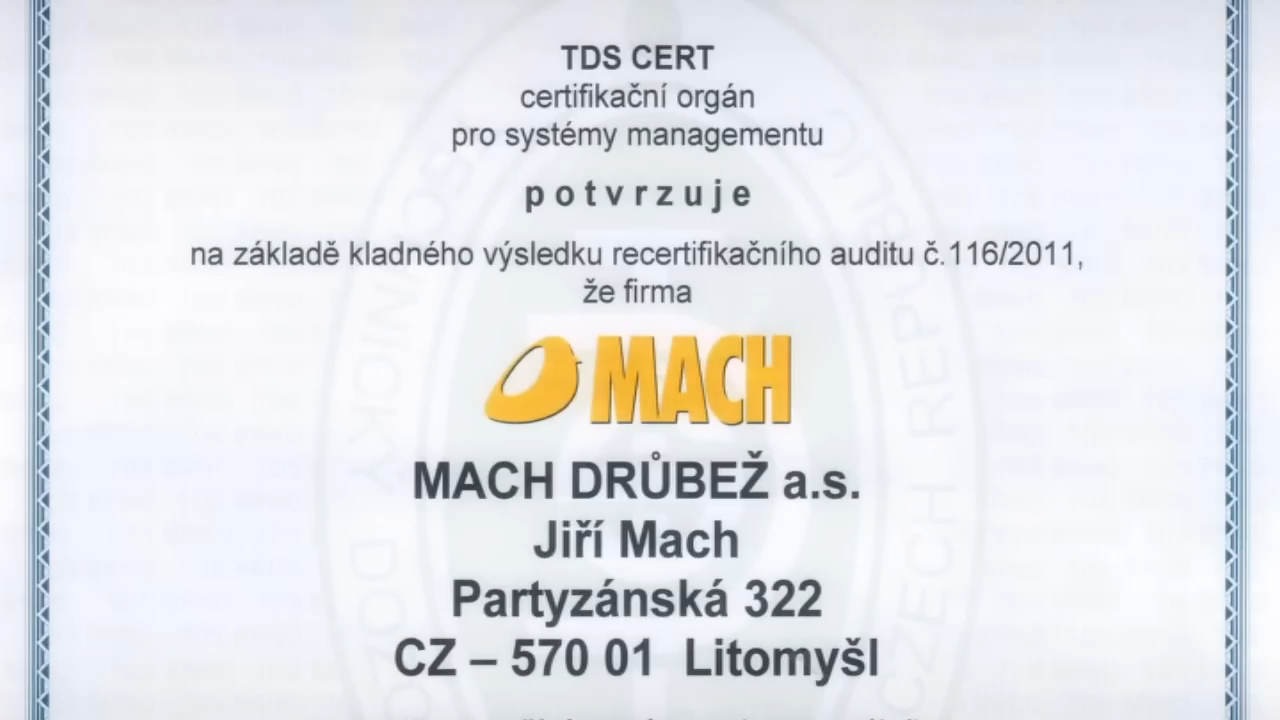 TDS CERT
certifikační orgán
pro systémy managementu
potvrzuje
na základě kladného výsledku recertifikačního auditu č.116/2011,
že firma
MACH
MACH DRŮBEŽ a.s.
Jiří Mach
Partyzánská 322
CZ – 570 01 Litomyšl